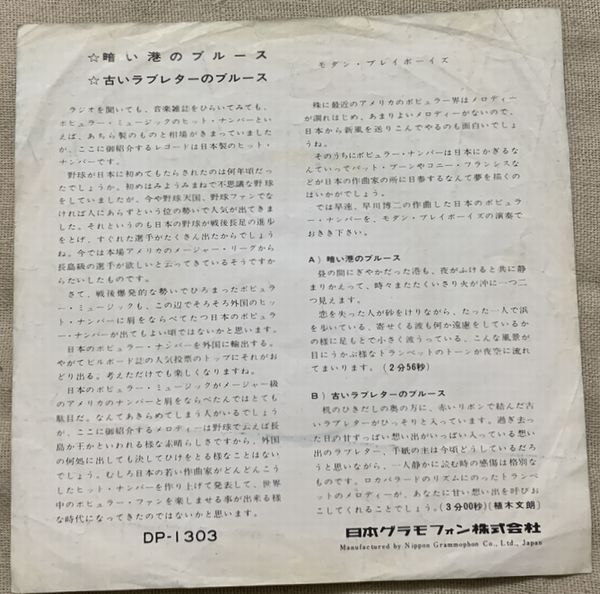 ☆暗い港のブルース
☆古いラブレターのブルース
モダン・プレイボーイズ
ラジオを聞いても、音楽雑誌をひらいてみても、
ポピュラー・ミュージックのヒット・ナンバーとい
えば、あちら製のものと相場がきまっていました
が、ここに御紹介するレコードは日本製のヒット・
ナンバーです。
野球が日本に初めてもたらされたのは何年頃だっ
たでしょうか。初めはみようみまねで不思議な野球
をしていましたが、今や野球天国、野球ファンでな
ければ人にあらずという位の勢いで人気が出てきま
した。それというのも日本の野球が戦後長足の進歩
をとげ、すぐれた選手がたくさん出たからでしょう
ね。今では本場アメリカのメージャー・リーグから
長島級の選手が欲しいと云ってきているそうですか
らたいしたものです。
さて、戦後爆発的な勢いでひろまったポピュラ
ー・ミュージックも、この辺でそろそろ外国のヒッ
ト・ナンバーに肩をならべてたつ日本のポピュラ
ー・ナンバーが出てもよい頃ではないかと思います。
日本のポピュラー・ナンバーを外国に輸出する。
やがてビルボード誌の人気投票のトップにそれがお
どり出る。考えただけでも楽しくなりますね。
日本のポピュラー・ミュージックがメージャー級
のアメリカのナンバーと肩をならべたんではとても
駄目だ。なんてあきらめてしまう人がいるでしょう
が、ここに御紹介するメロディーは野球で云えば長
島か王かといわれる様な素晴らしさですから、外国
の何処に出しても決してひけをとる様なことはない
でしょう。むしろ日本の若い作曲家がどんどんこう
したヒット・ナンバーを作り上げて発表して、世界
中のポピュラー・ファンを楽しませる事が出来る様
な時代になってきたのではないかと思います。
DP-1303
殊に最近のアメリカのポピュラー界はメロディー
が涸れはじめ、あまりよいメロディーがないので、
日本から新風を送りこんでやるのも面白いでしょ
うね。
そのうちにポピュラー・ナンバーは日本にかぎるな
んていってパット・ブーンやコニー・フランシスな
どが日本の作曲家の所に日参するなんて夢を描くの
はいかがでしょう。
では早速、早川博二の作曲した日本のポピュラ
ー・ナンバーを、モダン・プレイボーイズの演奏で
おきき下さい。
A）暗い港のブルース
昼の間にぎやかだった港も、夜がふけると共に静
まりかえって、時々またたくいさり火が沖に一つ二
つ見えます。
恋を失った人が砂をけりながら、たった一人で浜
を歩いている、寄せくる波も何か遠慮をしているか
の様に足もとで小さく波うっている、こんな風景が
目にうかぶ様なトランペットのトーンが夜空に流れ
てまいります。（2分56秒）
B）古いラブレターのブルース
机のひきだしの奥の方に、赤いリボンで結んだ古
いラブレターがひっそりと入っています。過ぎ去っ
た日の甘すっぱい想い出がいっぱい入っている想い
出のラブレター、手紙の主は今頃どうしているだろ
うと思いながら、一人静かに読む時の感傷は格別な
ものです。ロカバラードのリズムにのったトランペ
ットのメロディーが、あなたに甘い想い出を呼びお
こしてくれることでしょう。（3分00秒）〔植木文朗〕
日本グラモフォン株式会社
Manufactured by Nippon Grammophon Co., Ltd., Japan